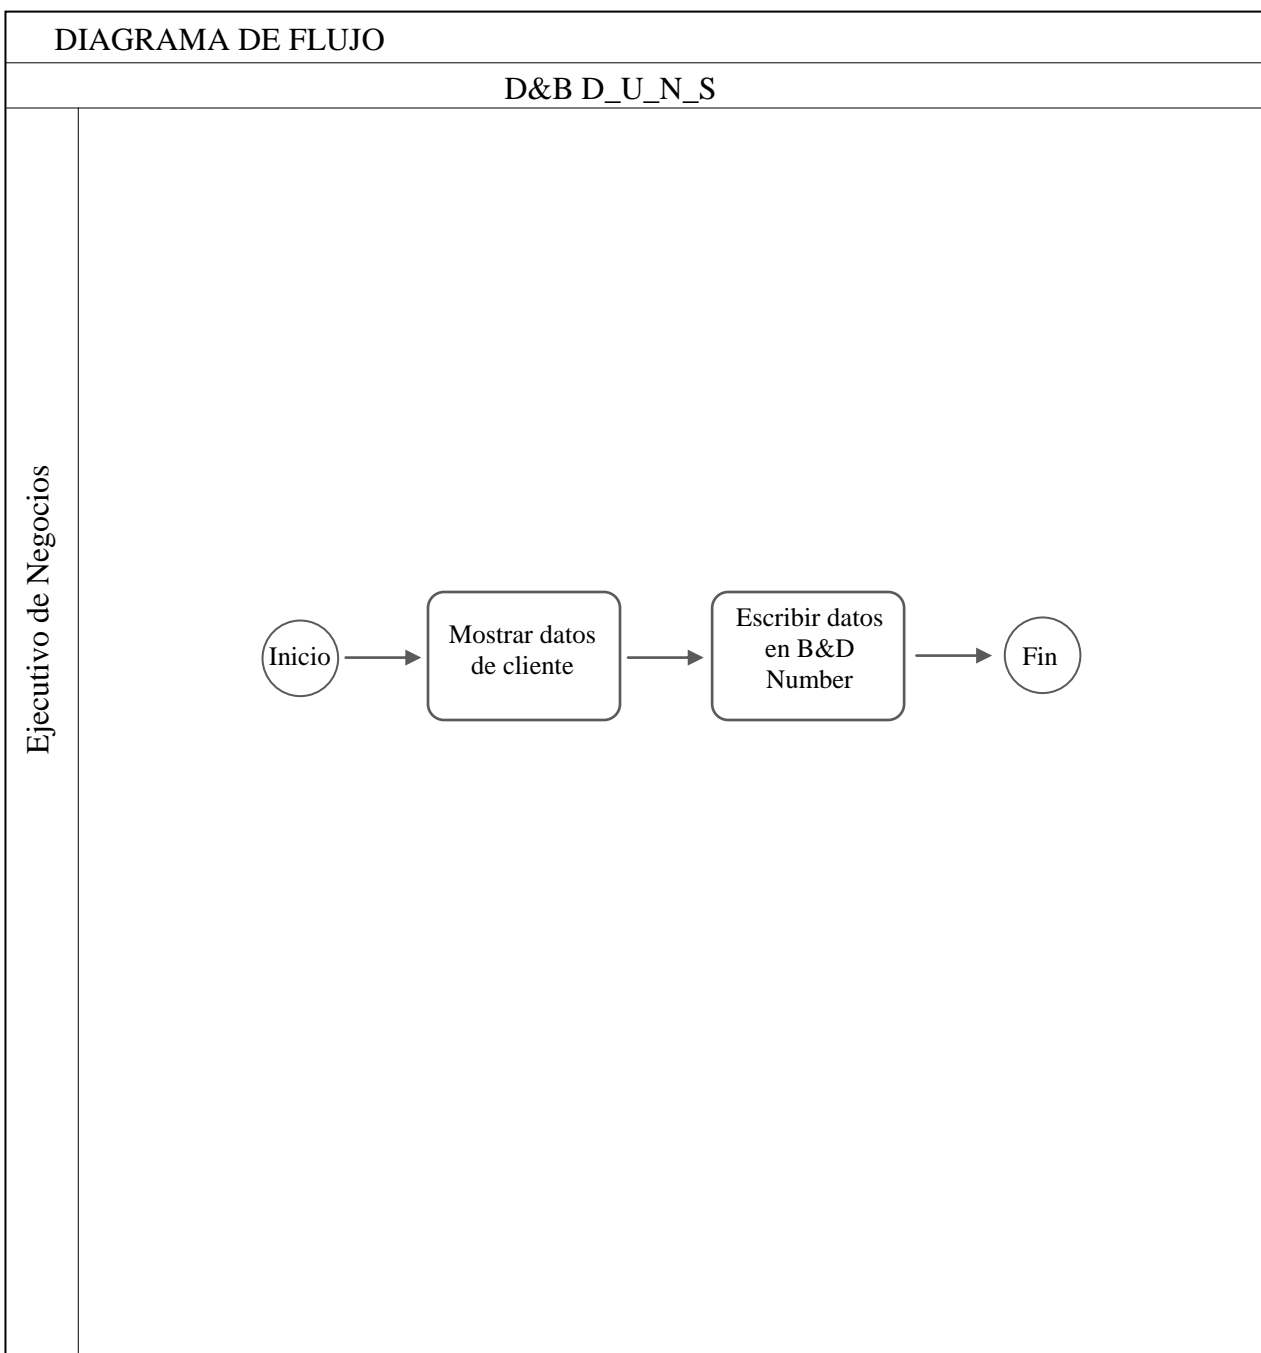 DIAGRAMA DE FLUJO
D&B D_U_N_S
Ejecutivo de Negocios
Inicio
Mostrar datos
de cliente
Escribir datos
en B&D
Number
Fin